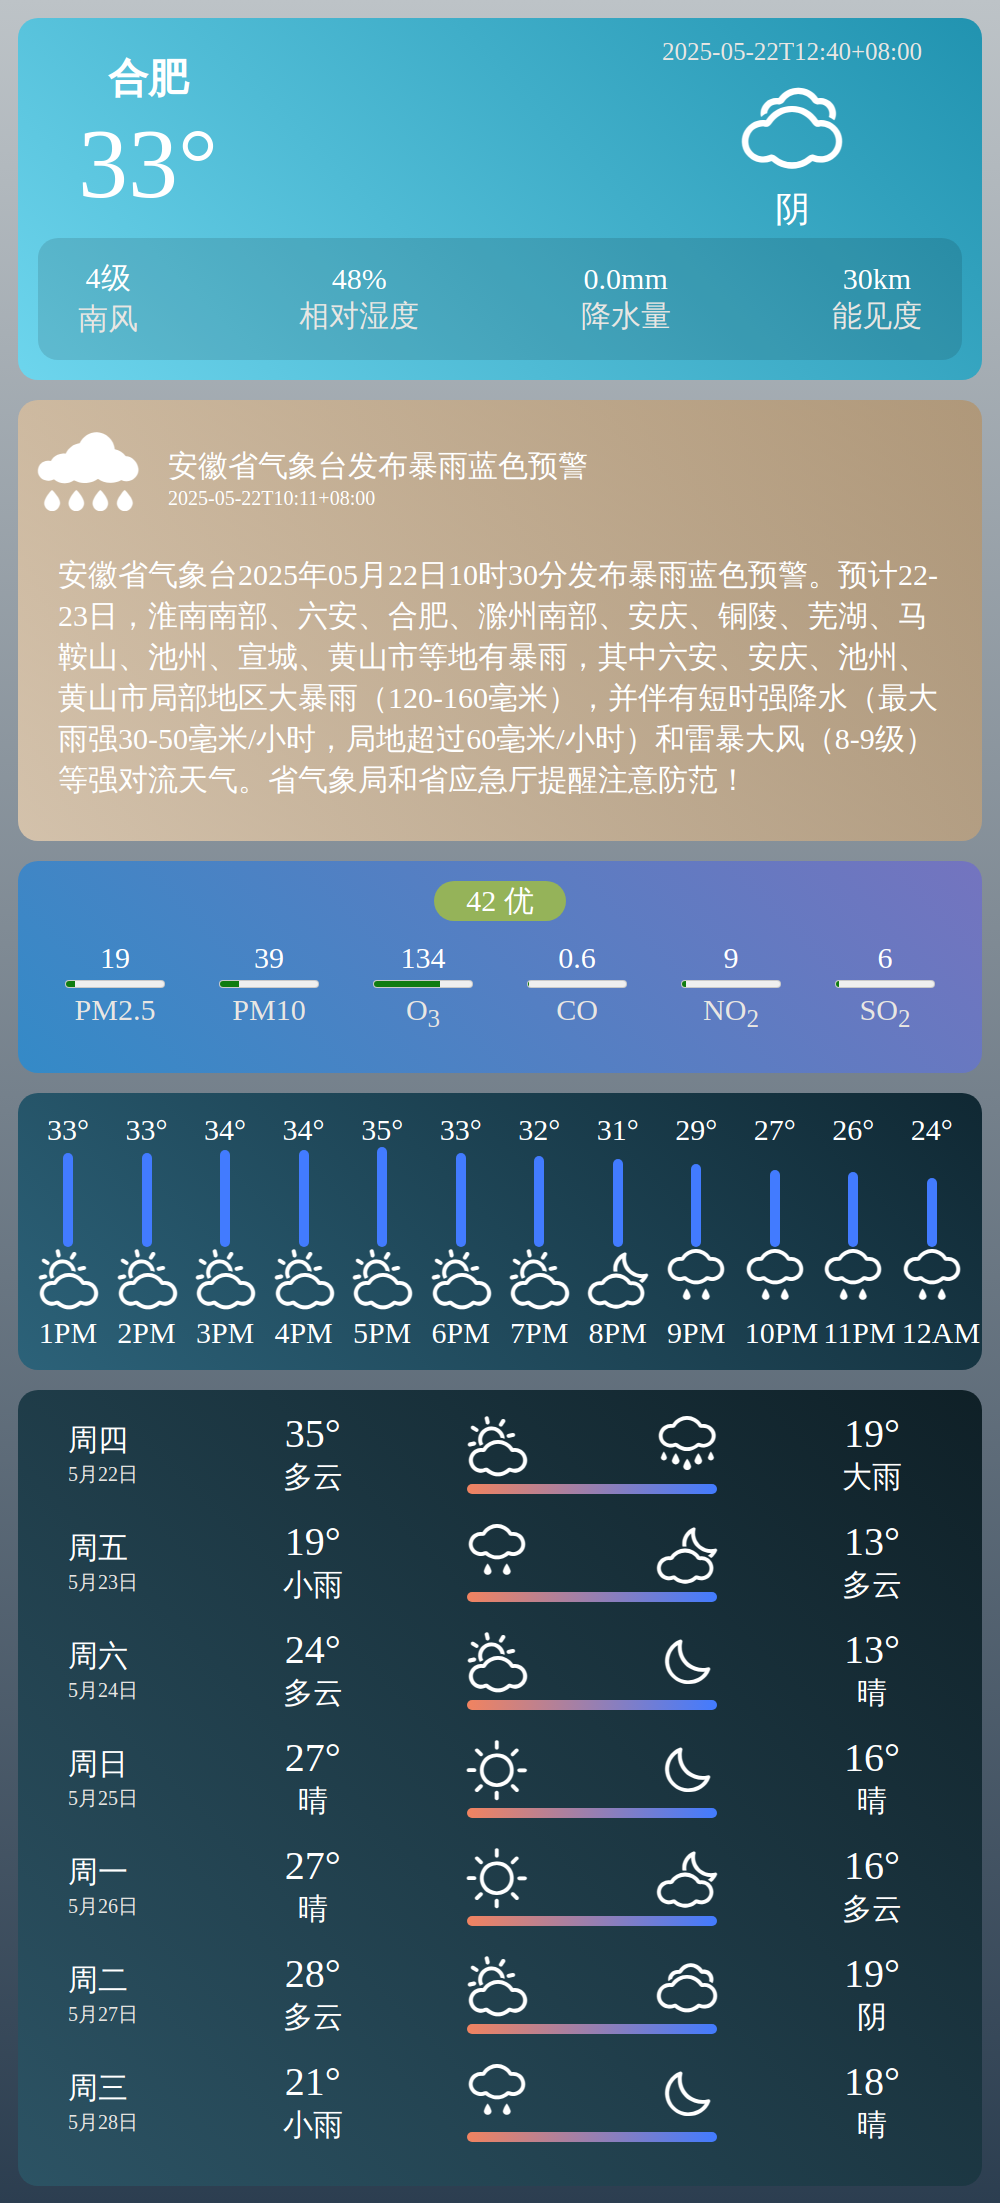 合肥
33°
2025-05-22T12:40+08:00
阴
4级 48% 0.0mm 30km
南风 相对湿度 降水量 能见度
安徽省气象台发布暴雨蓝色预警
2025-05-22T10:11+08:00
安徽省气象台2025年05月22日10时30分发布暴雨蓝色预警。预计22-
23日，淮南南部、六安、合肥、滁州南部、安庆、铜陵、芜湖、马
鞍山、池州、宣城、黄山市等地有暴雨，其中六安、安庆、池州、
黄山市局部地区大暴雨（120-160毫米），并伴有短时强降水（最大
雨强30-50毫米/小时，局地超过60毫米/小时）和雷暴大风（8-9级）
等强对流天气。省气象局和省应急厅提醒注意防范！
42 优
19 39 134 0.6 9 6
PM2.5 PM10 O3 CO NO2 SO2
33° 33° 34° 34° 35° 33° 32° 31° 29° 27° 26° 24°
1PM 2PM 3PM 4PM 5PM 6PM 7PM 8PM 9PM 10PM 11PM 12AM
周四 35° 19°
5月22日 多云 大雨
周五 19° 13°
5月23日 小雨 多云
周六 24° 13°
5月24日 多云 晴
周日 27° 16°
5月25日 晴 晴
周一 27° 16°
5月26日 晴 多云
周二 28° 19°
5月27日 多云 阴
周三 21° 18°
5月28日 小雨 晴